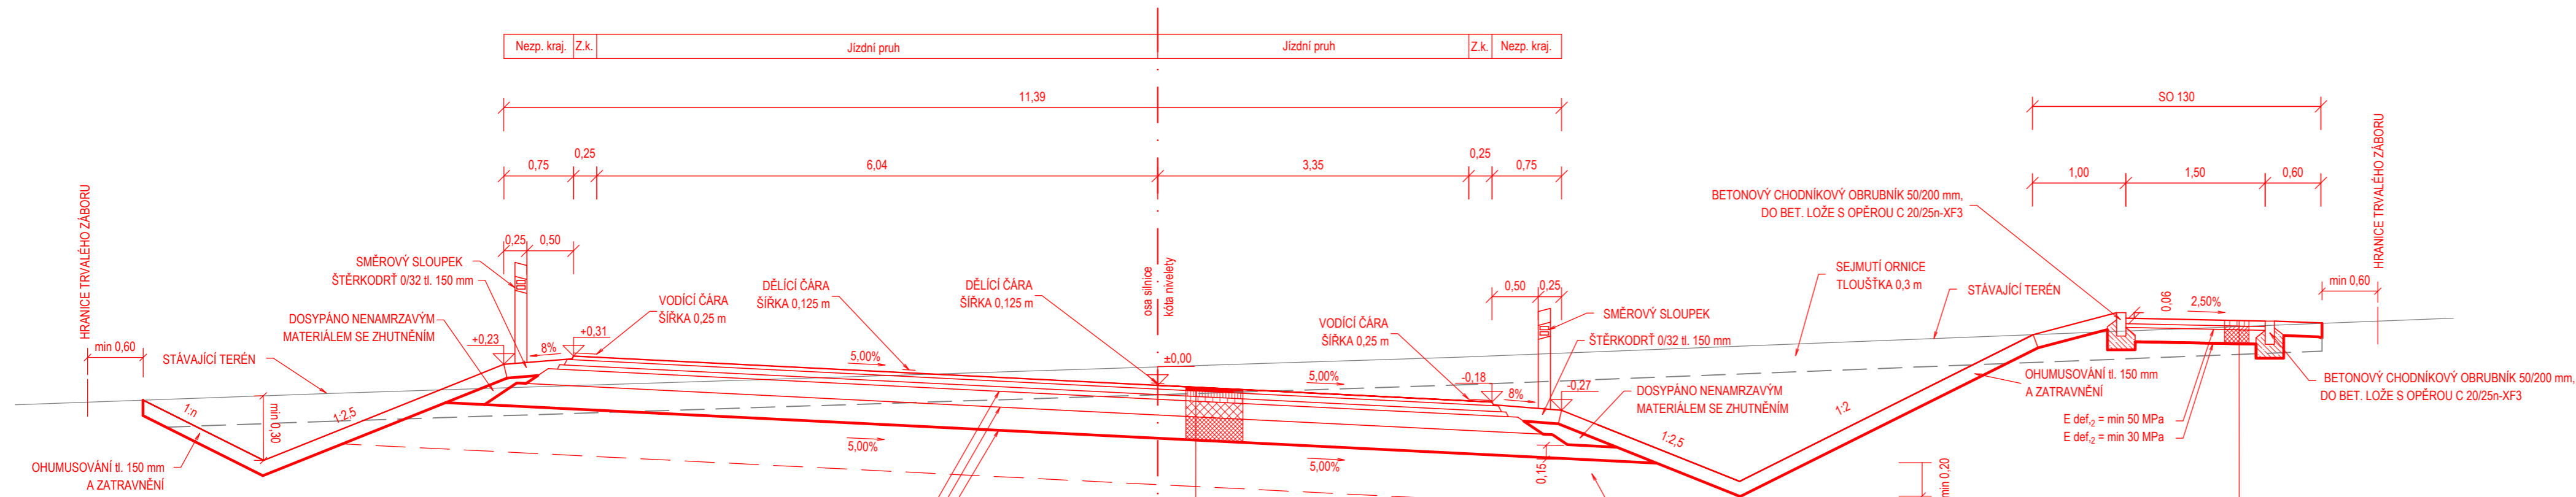 Nezp. kraj.
Z.k.
Jízdní pruh
Jízdní pruh
Z.k.
Nezp. kraj.
11,39
SO 130
0,75
0,25
6,04
3,35
0,25
0,75
1,00
1,50
0,60
HRANICE TRVALÉHO ZÁBORU
HRANICE TRVALÉHO ZÁBORU
BETONOVÝ CHODNÍKOVÝ OBRUBNÍK 50/200 mm,
DO BET. LOŽE S OPĚROU C 20/25n-XF3
0,25
0,50
SMĚROVÝ SLOUPEK
ŠTĚRKODRŤ 0/32 tl. 150 mm
DĚLÍCÍ ČÁRA
ŠÍŘKA 0,125 m
DĚLÍCÍ ČÁRA
ŠÍŘKA 0,125 m
osa silnice
kóta nivelety
0,50
0,25
SEJMUTÍ ORNICE
TLOUŠŤKA 0,3 m
STÁVAJÍCÍ TERÉN
min 0,60
VODÍCÍ ČÁRA
ŠÍŘKA 0,25 m
DOSYPÁNO NENAMRZAVÝM
MATERIÁLEM SE ZHUTNĚNÍM
+0,31
+0,23
8%
SMĚROVÝ SLOUPEK
VODÍCÍ ČÁRA
ŠÍŘKA 0,25 m
ŠTĚRKODRŤ 0/32 tl. 150 mm
0,06
2,50%
min 0,60
STÁVAJÍCÍ TERÉN
5,00%
±0,00
5,00%
-0,18
8%
-0,27
DOSYPÁNO NENAMRZAVÝM
MATERIÁLEM SE ZHUTNĚNÍM
OHUMUSOVÁNÍ tl. 150 mm
A ZATRAVNĚNÍ
BETONOVÝ CHODNÍKOVÝ OBRUBNÍK 50/200 mm,
DO BET. LOŽE S OPĚROU C 20/25n-XF3
1:n
min 0,30
1:2,5
1:2,5
1:2
E def,2 = min 50 MPa
E def,2 = min 30 MPa
5,00%
5,00%
0,15
min 0,20
OHUMUSOVÁNÍ tl. 150 mm
A ZATRAVNĚNÍ